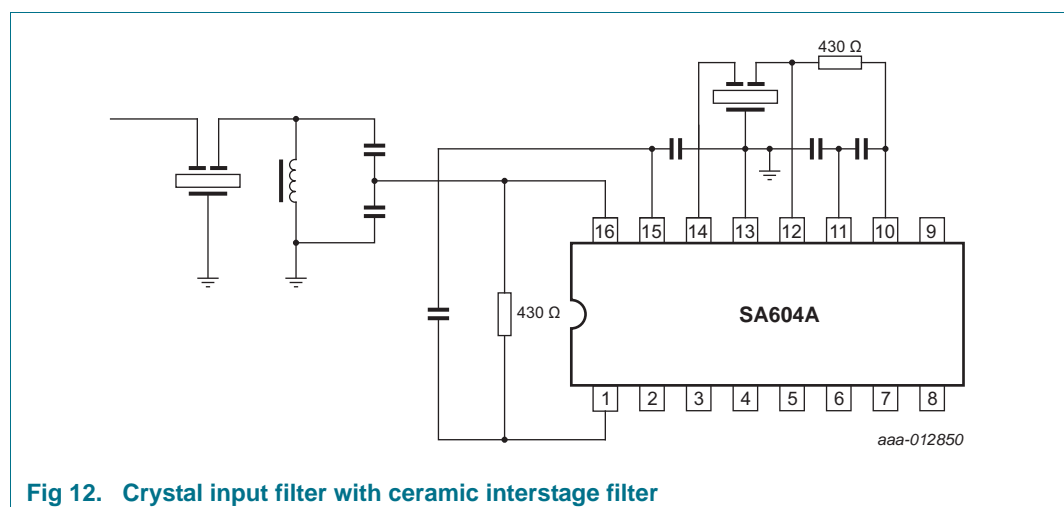 430 Ω
16 15 14 13 12 11 10 9
430 Ω
SA604A
1 2 3 4 5 6 7 8
aaa-012850
Fig 12. Crystal input filter with ceramic interstage filter